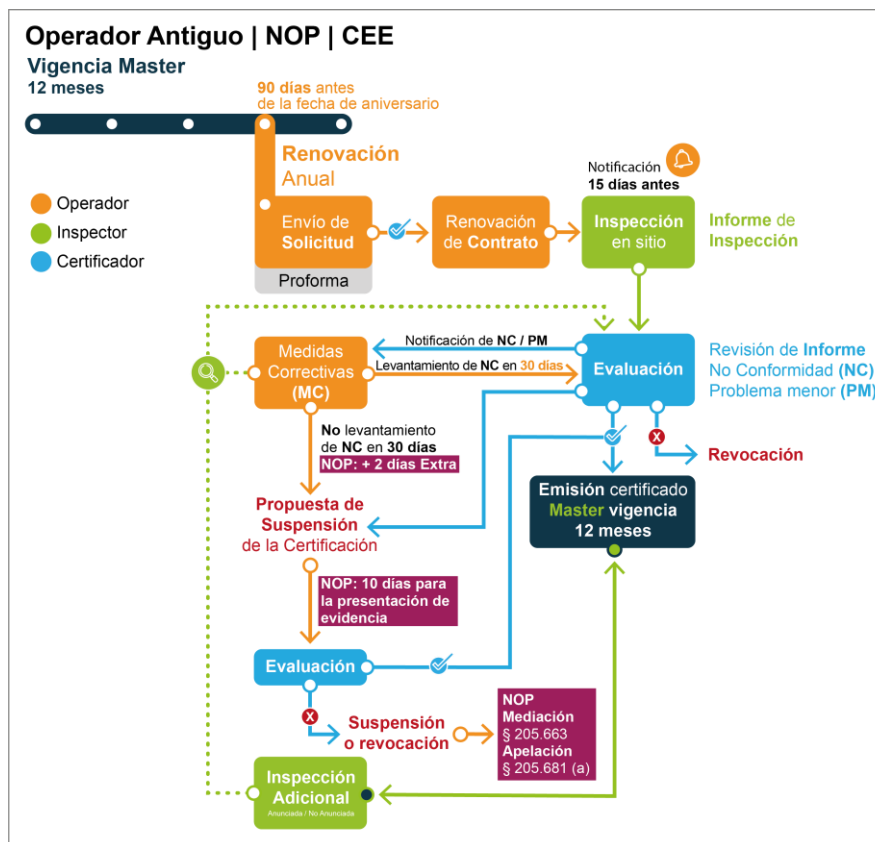 Operador Antiguo | NOP | CEE
Vigencia Master
12 meses
90 días antes
de la fecha de aniversario
Renovación
Anual
Notificación
15 días antes
Operador
Inspector
Certificador
Envío de
Solicitud
Proforma
Renovación
de Contrato
Inspección
en sitio
Informe de
Inspección
Medidas
Correctivas
(MC)
Notificación de NC / PM
Levantamiento de NC en 30 días
Evaluación
Revisión de Informe
No Conformidad (NC)
Problema menor (PM)
No levantamiento
de NC en 30 días
NOP: + 2 días Extra
Revocación
Emisión certificado
Master vigencia
12 meses
Propuesta de
Suspensión
de la Certificación
NOP: 10 días para
la presentación de
evidencia
Evaluación
Suspensión
o revocación
NOP
Mediación
§ 205.663
Apelación
§ 205.681 (a)
Inspección
Adicional
Anunciada / No Anunciada